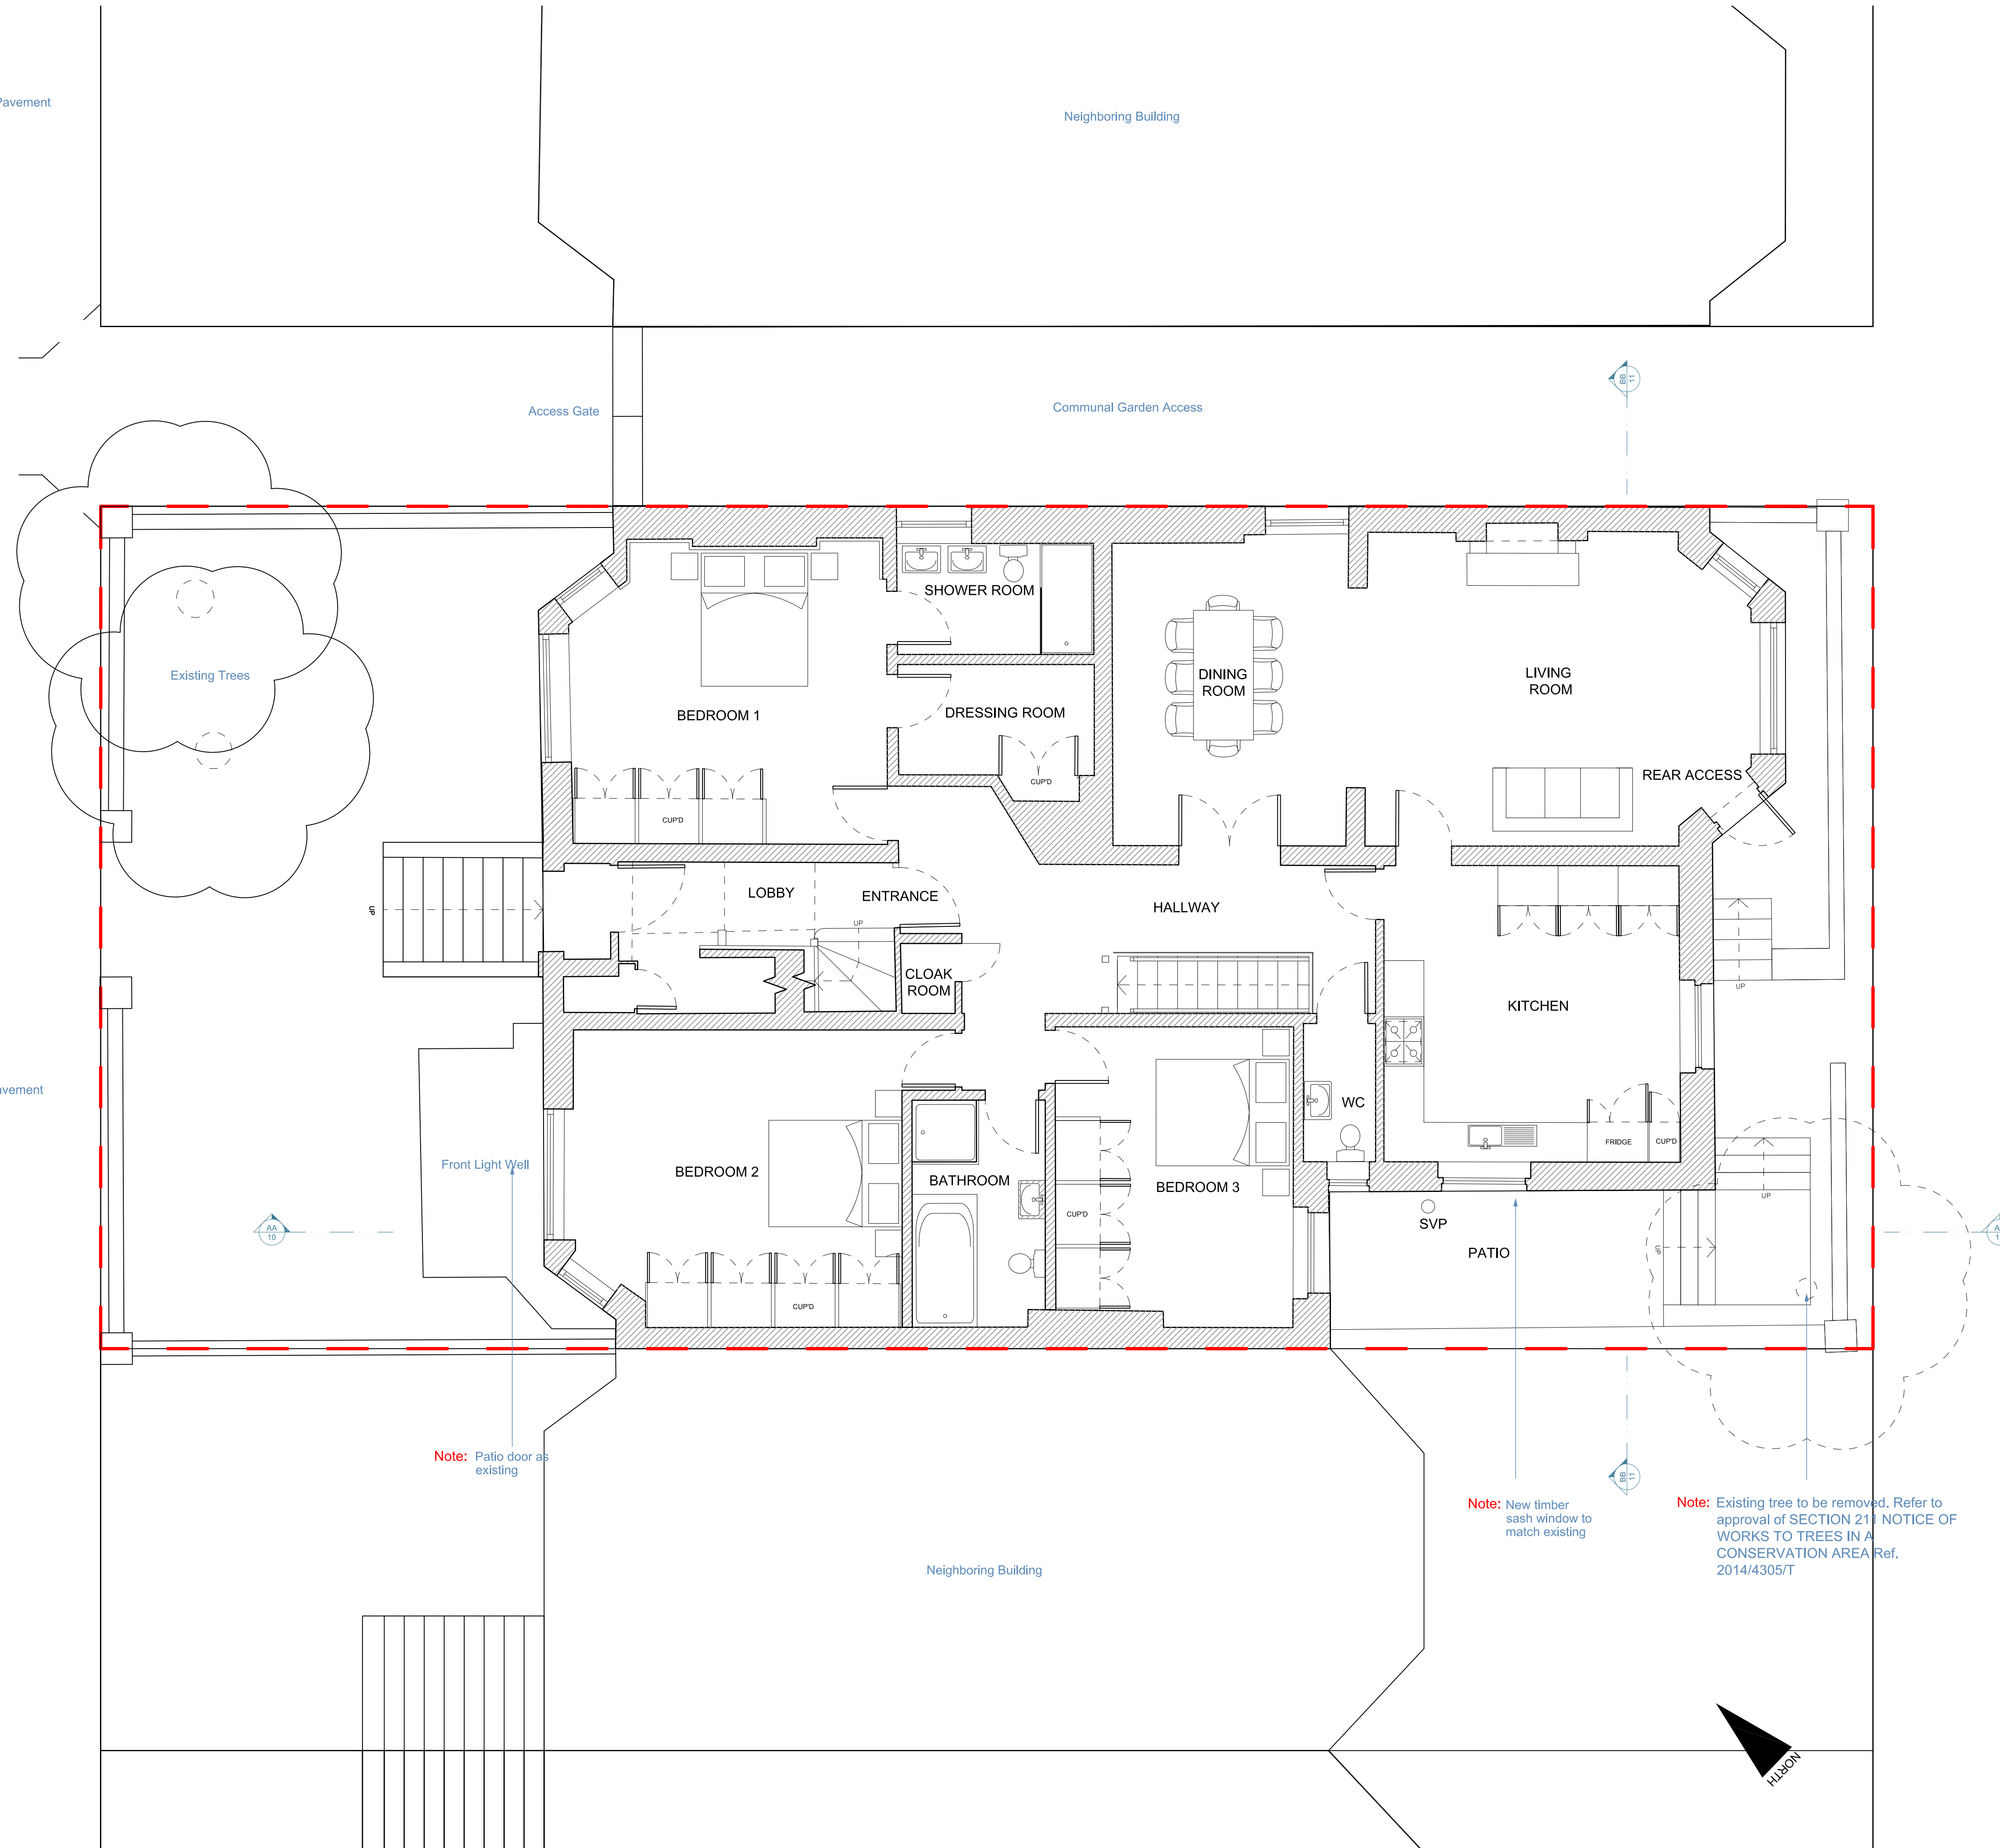 Pavement
Neighboring Building
BB
11
Access Gate
Communal Garden Access
SHOWER ROOM
Existing Trees
DINING
ROOM
LIVING
ROOM
BEDROOM 1
DRESSING ROOM
REAR ACCESS
CUP'D
CUP'D
LOBBY
ENTRANCE
HALLWAY
UP
UP
CLOAK
ROOM
KITCHEN
UP
avement
WC
FRIDGE
CUP'D
Front Light Well
BEDROOM 2
BATHROOM
BEDROOM 3
UP
CUP'D
SVP
AA
10
PATIO
UP
A
1
CUP'D
Note: Patio door as
existing
BB
11
Note: New timber
sash window to
match existing
Note: Existing tree to be removed. Refer to
approval of SECTION 211 NOTICE OF
WORKS TO TREES IN A
CONSERVATION AREA Ref.
2014/4305/T
Neighboring Building
NORTH